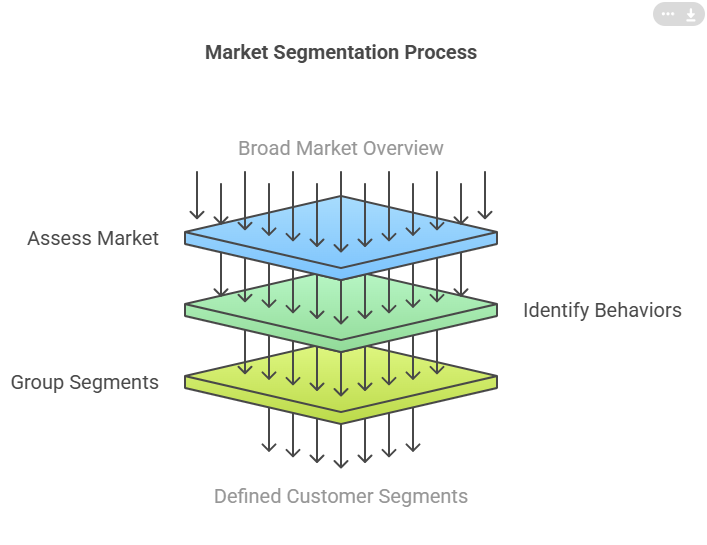 Market Segmentation Process
Broad Market Overview
Assess Market
Identify Behaviors
Group Segments
Defined Customer Segments